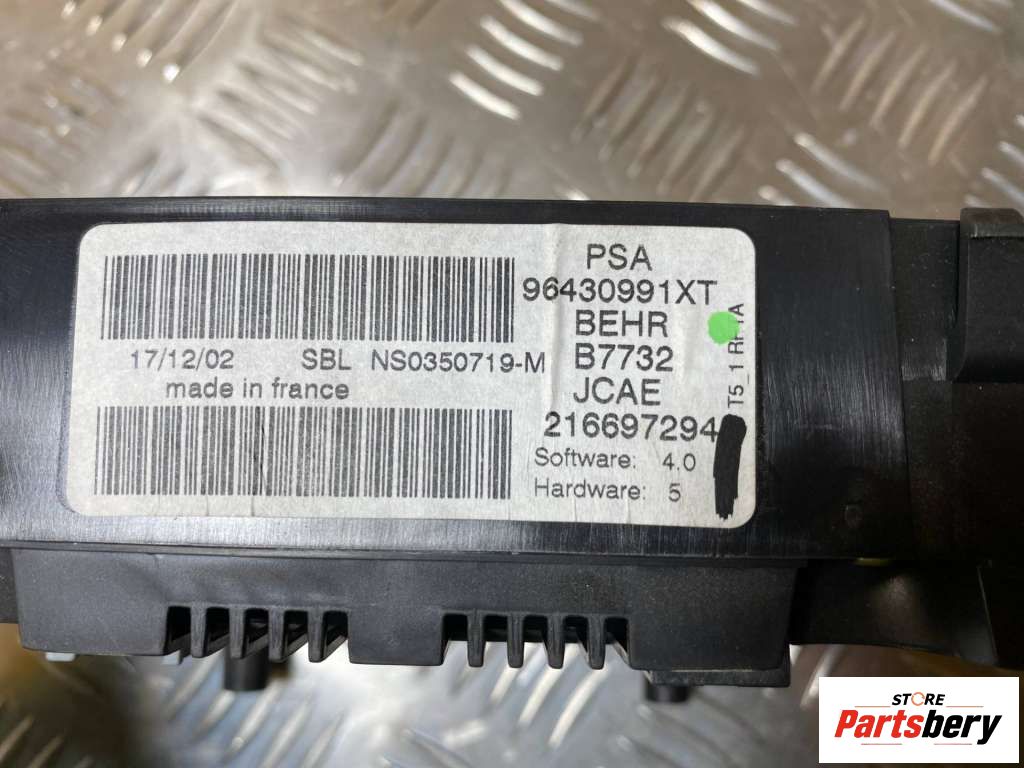 PSA
96430991XT
BEHR
B7732
JCAE
216697294
Software: 4.0
Hardware: 5
17/12/02 SBL NS0350719-M
made in france
STORE
Partsbery